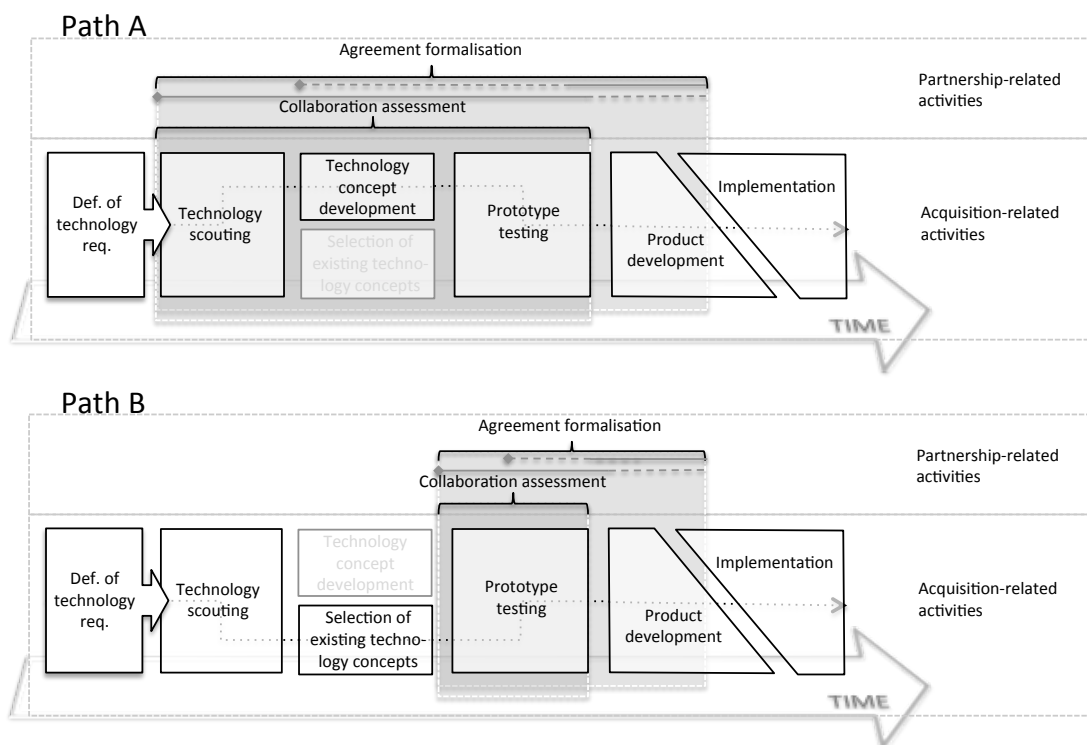 Path A
Agreement formalisation
Partnership-related
activities
Collaboration assessment
Def. of
technology
req.
Technology
scouting
Technology
concept
development
Selection of
existing techno-
logy concepts
Prototype
testing
Product
development
Implementation
Acquisition-related
activities
TIME
Path B
Agreement formalisation
Partnership-related
activities
Collaboration assessment
Def. of
technology
req.
Technology
scouting
Technology
concept
development
Selection of
existing techno-
logy concepts
Prototype
testing
Product
development
Implementation
Acquisition-related
activities
TIME